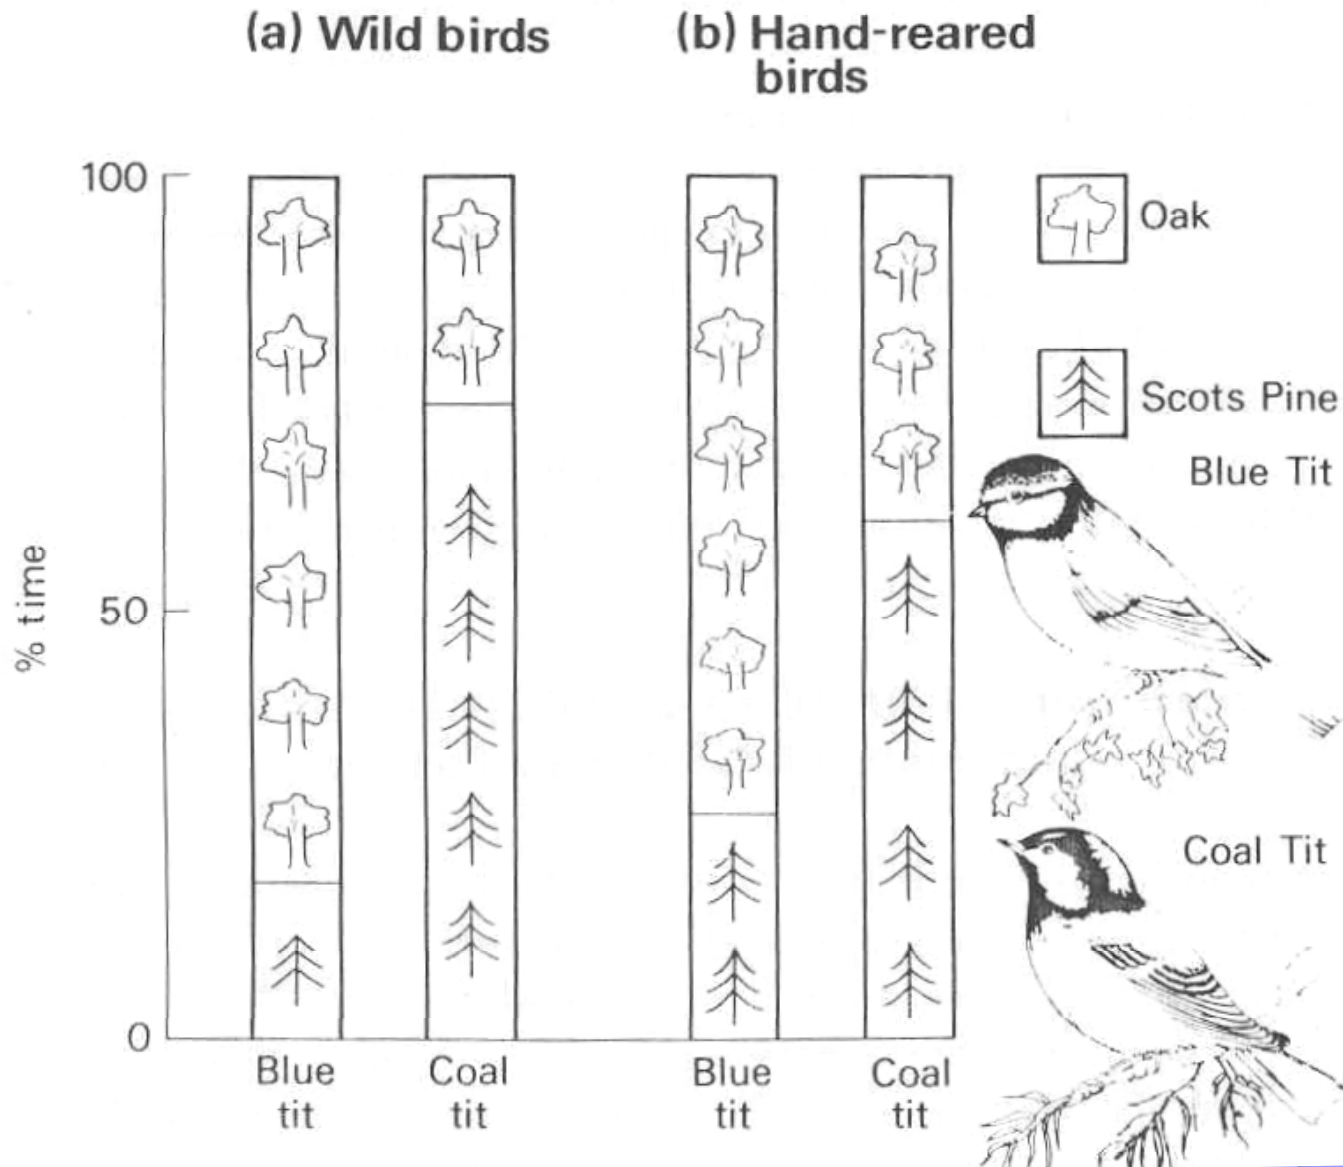 (a) Wild birds
(b) Hand-reared
birds
100
50
0
% time
Blue
tit
Coal
tit
Blue
tit
Coal
tit
Oak
Scots Pine
Blue Tit
Coal Tit